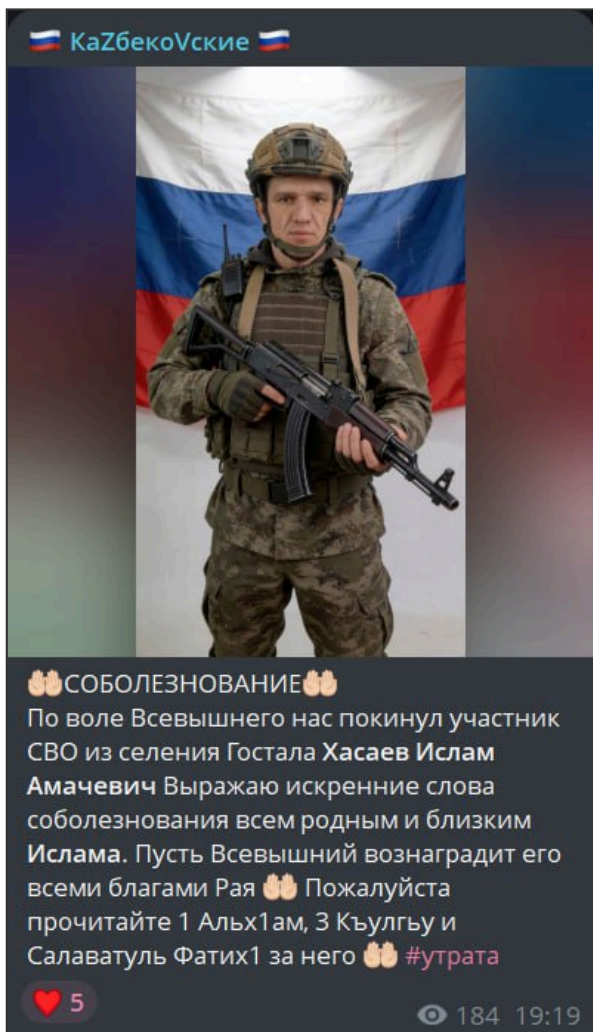 КаZбекоVские
СОБОЛЕЗНОВАНИЕ
По воле Всевышнего нас покинул участник
СВО из селения Гостала Хасаев Ислам
Амачевич Выражаю искренние слова
соболезнования всем родным и близким
Ислама. Пусть Всевышний вознаградит его
всеми благами Рая 🤲🏻 Пожалуйста
прочитайте 1 Альх1ам, 3 Къулгьу и
Салаватуль Фатих1 за него 🤲🏻 #утрата
5
184 19:19